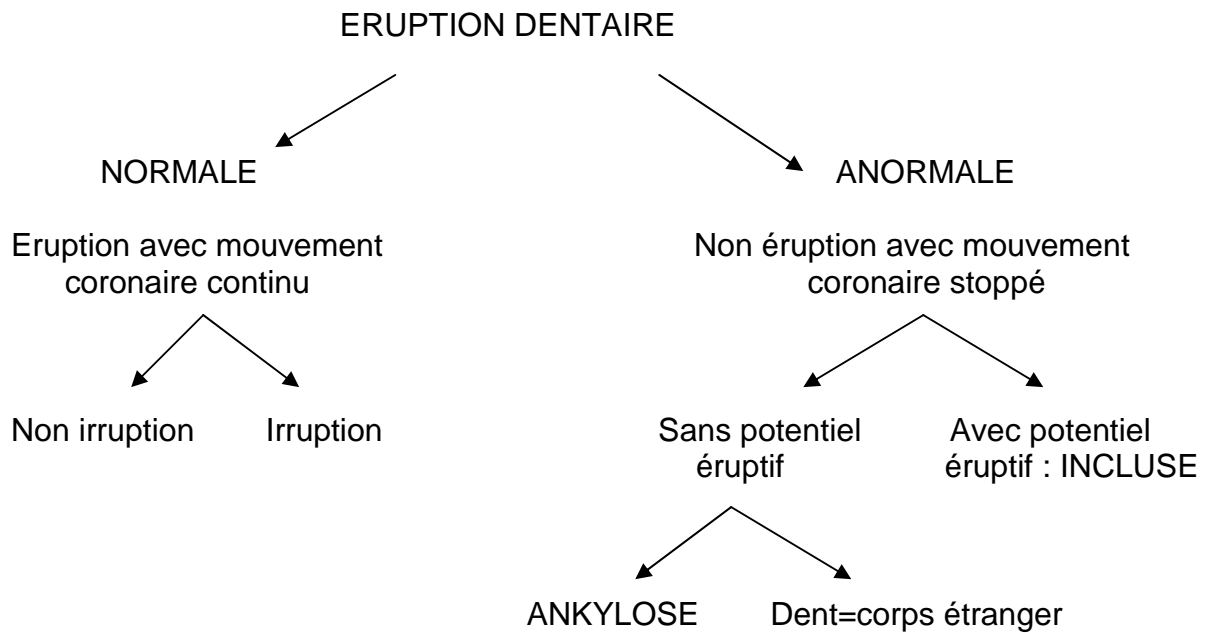 ERUPTION DENTAIRE
NORMALE
ANORMALE
Eruption avec mouvement
coronaire continu
Non éruption avec mouvement
coronaire stoppé
Non irruption
Irruption
Sans potentiel
éruptif
Avec potentiel
éruptif : INCLUSE
ANKYLOSE
Dent=corps étranger